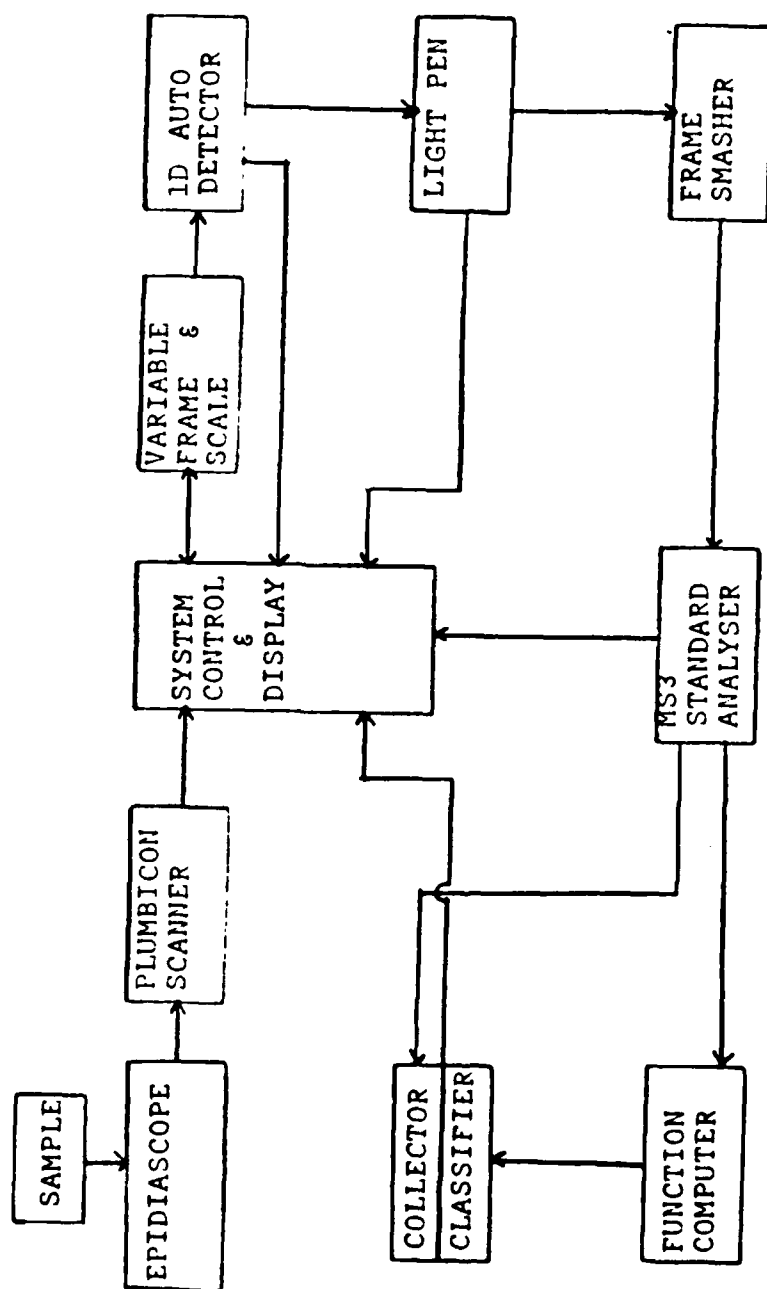 SAMPLE
EPIDIASCOPE
PLUMBICON
SCANNER
SYSTEM
CONTROL
&
DISPLAY
VARIABLE
FRAME &
SCALE
1D AUTO
DETECTOR
COLLECTOR
CLASSIFIER
LIGHT PEN
FUNCTION
COMPUTER
MS3
STANDARD
ANALYSER
FRAME
SMASHER